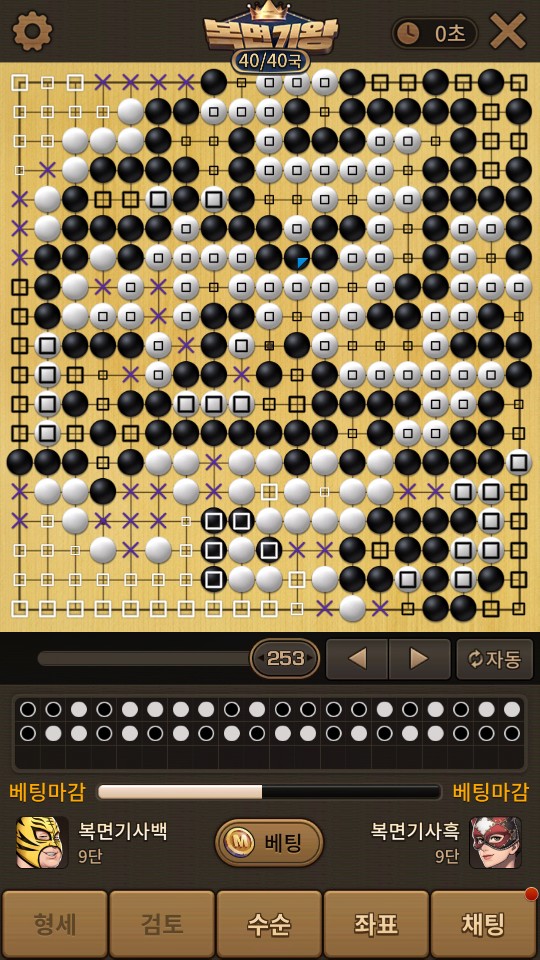 복면기왕
0초
40/40국
253
자동
베팅마감
베팅마감
복면기사백
9단
M
베팅
복면기사흑
9단
형세
검토
수순
좌표
채팅